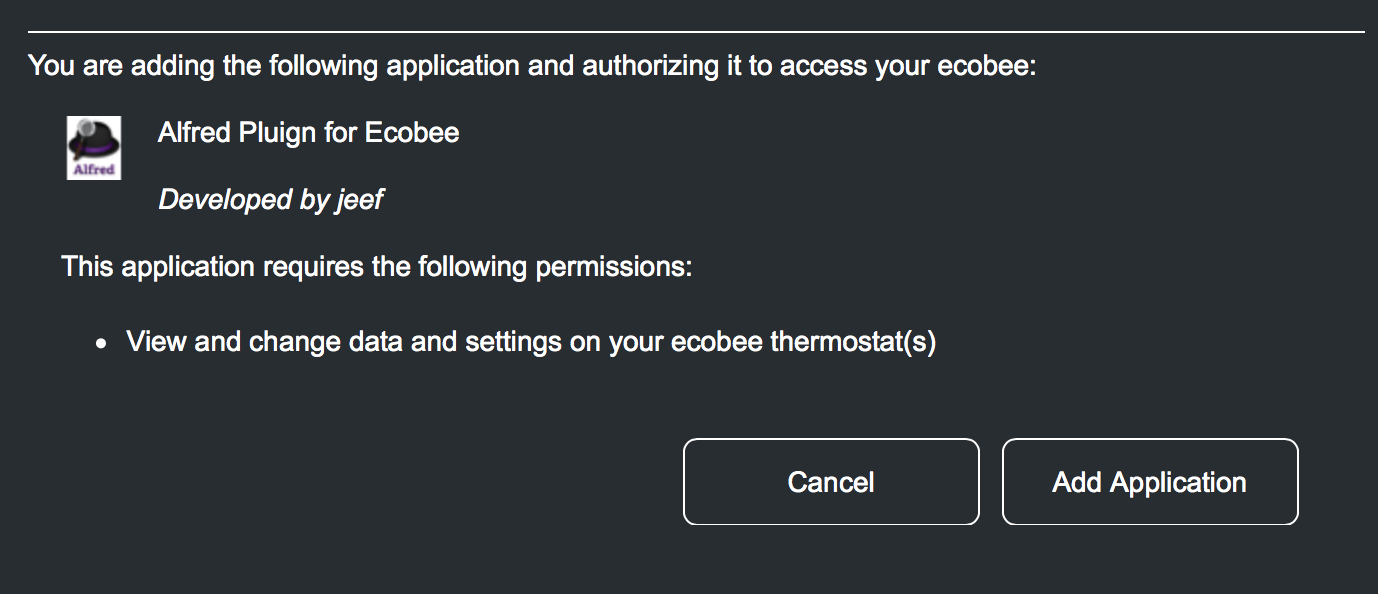 You are adding the following application and authorizing it to access your ecobee:
Alfred Pluign for Ecobee
Alfred
Developed by jeef
This application requires the following permissions:
• View and change data and settings on your ecobee thermostat(s)
Cancel
Add Application